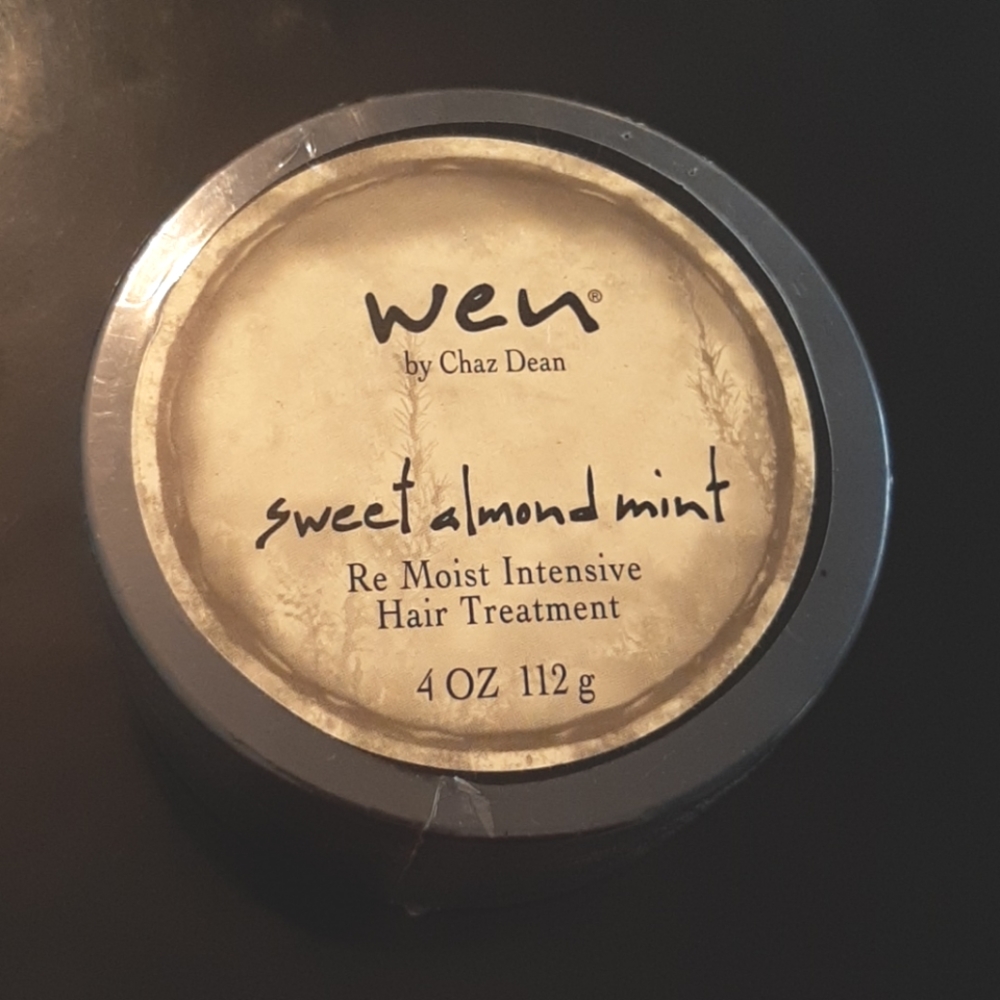 wen®
by Chaz Dean
sweet almond mint
Re Moist Intensive
Hair Treatment
4 OZ 112 g